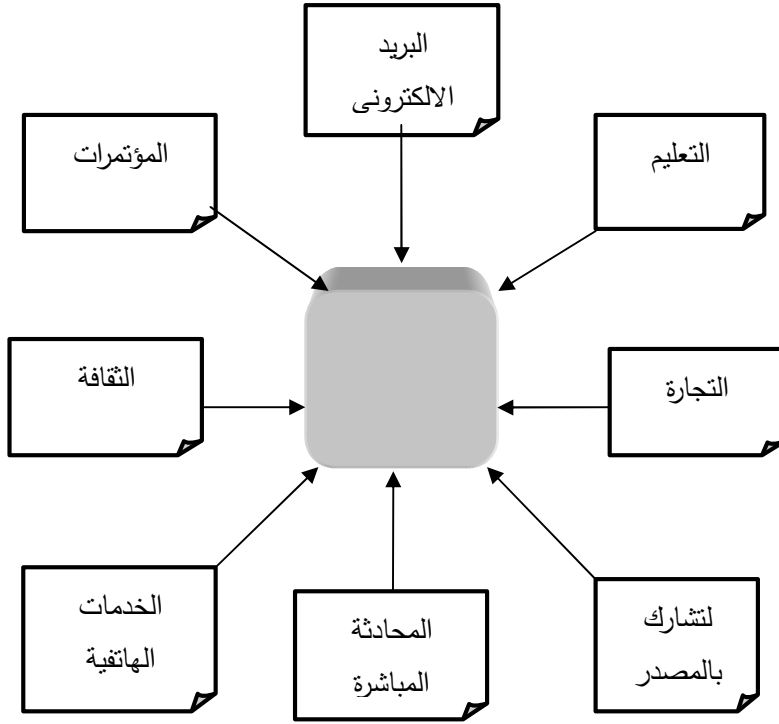 البريد
الالكترونى
المؤتمرات
التعليم
الثقافة
التجارة
الخدمات
الهاتفية
المحادثة
المباشرة
لتشارك
بالمصدر